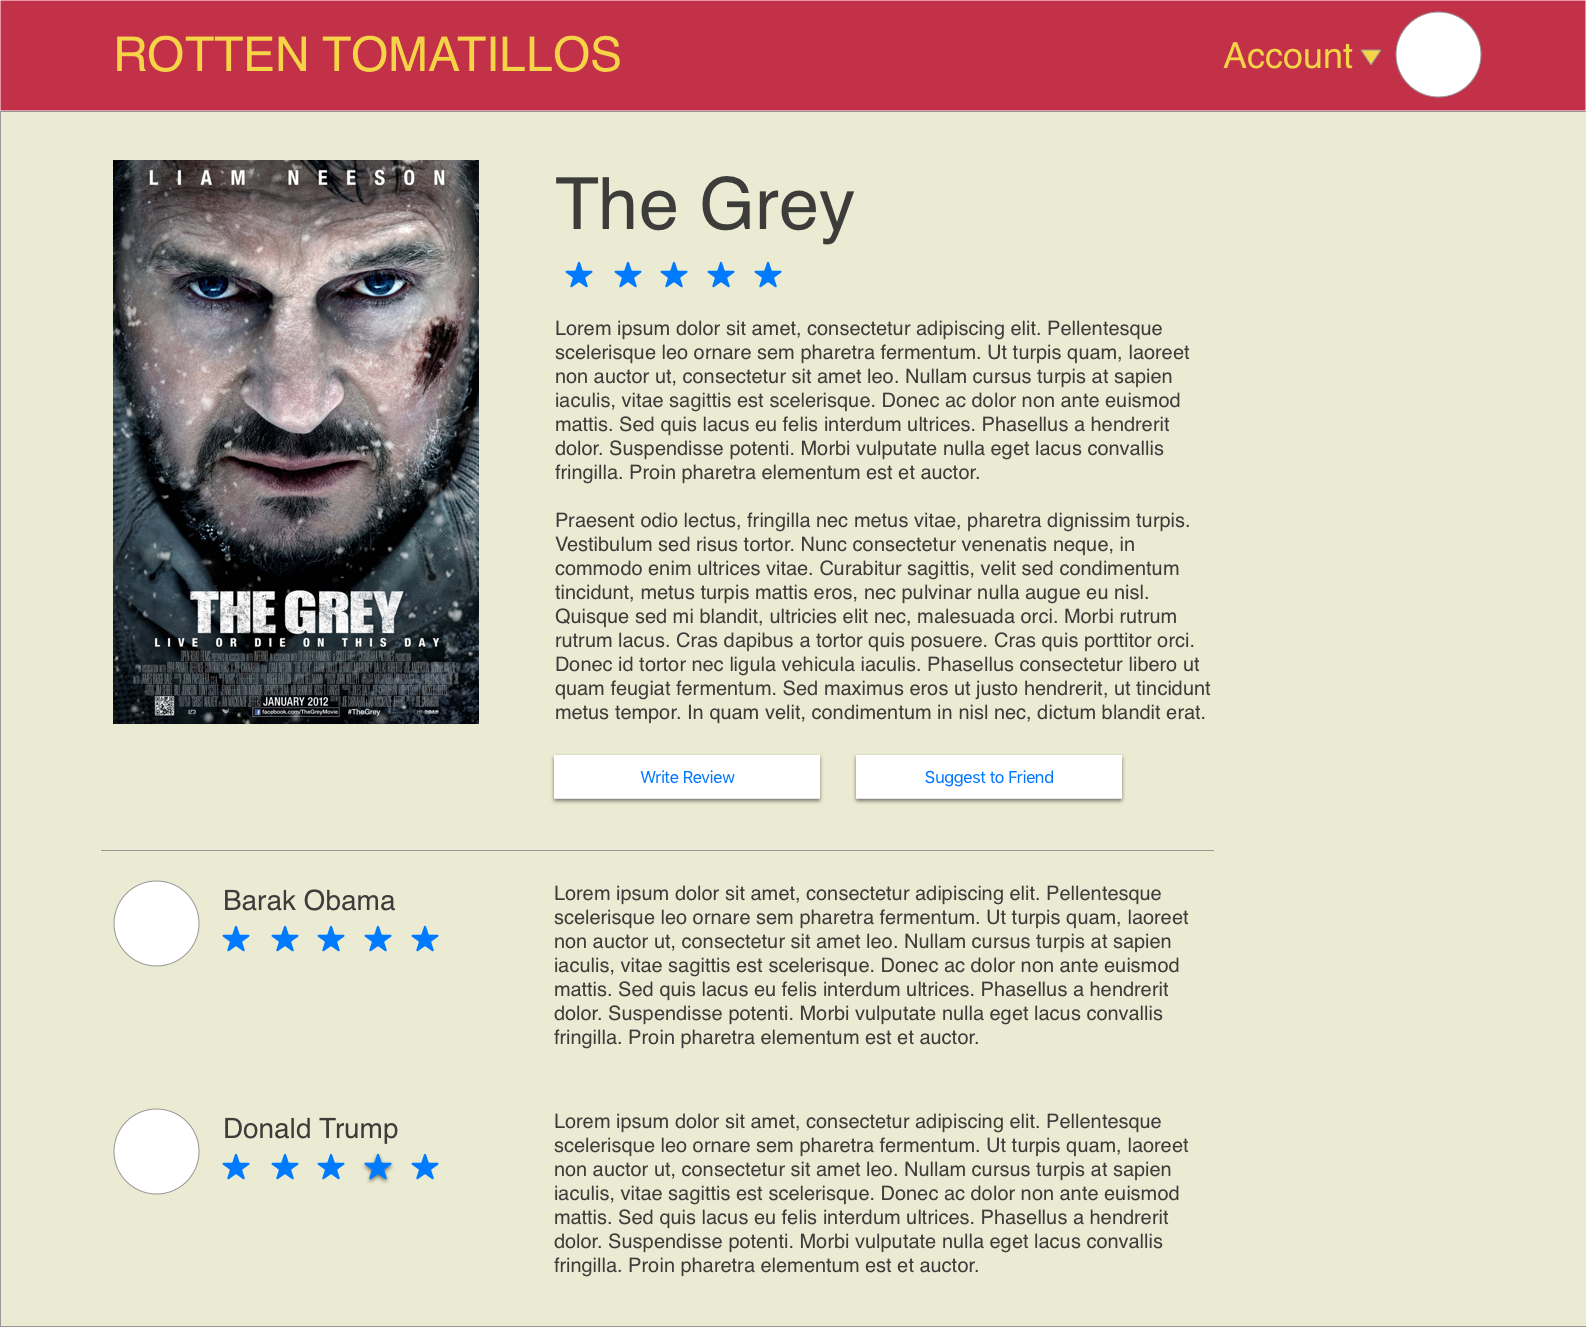 ROTTEN TOMATILLOS
Account
LIAM NEESON
THE GREY
LIVE OR DIE ON THIS DAY
JANUARY 2012
facebook.com/TheGreyMovie
#TheGrey
The Grey
Lorem ipsum dolor sit amet, consectetur adipiscing elit. Pellentesque
scelerisque leo ornare sem pharetra fermentum. Ut turpis quam, laoreet
non auctor ut, consectetur sit amet leo. Nullam cursus turpis at sapien
iaculis, vitae sagittis est scelerisque. Donec ac dolor non ante euismod
mattis. Sed quis lacus eu felis interdum ultrices. Phasellus a hendrerit
dolor. Suspendisse potenti. Morbi vulputate nulla eget lacus convallis
fringilla. Proin pharetra elementum est et auctor.
Praesent odio lectus, fringilla nec metus vitae, pharetra dignissim turpis.
Vestibulum sed risus tortor. Nunc consectetur venenatis neque, in
commodo enim ultrices vitae. Curabitur sagittis, velit sed condimentum
tincidunt, metus turpis mattis eros, nec pulvinar nulla augue eu nisl.
Quisque sed mi blandit, ultricies elit nec, malesuada orci. Morbi rutrum
rutrum lacus. Cras dapibus a tortor quis posuere. Cras quis porttitor orci.
Donec id tortor nec ligula vehicula iaculis. Phasellus consectetur libero ut
quam feugiat fermentum. Sed maximus eros ut justo hendrerit, ut tincidunt
metus tempor. In quam velit, condimentum in nisl nec, dictum blandit erat.
Write Review
Suggest to Friend
Barak Obama
Lorem ipsum dolor sit amet, consectetur adipiscing elit. Pellentesque
scelerisque leo ornare sem pharetra fermentum. Ut turpis quam, laoreet
non auctor ut, consectetur sit amet leo. Nullam cursus turpis at sapien
iaculis, vitae sagittis est scelerisque. Donec ac dolor non ante euismod
mattis. Sed quis lacus eu felis interdum ultrices. Phasellus a hendrerit
dolor. Suspendisse potenti. Morbi vulputate nulla eget lacus convallis
fringilla. Proin pharetra elementum est et auctor.
Donald Trump
Lorem ipsum dolor sit amet, consectetur adipiscing elit. Pellentesque
scelerisque leo ornare sem pharetra fermentum. Ut turpis quam, laoreet
non auctor ut, consectetur sit amet leo. Nullam cursus turpis at sapien
iaculis, vitae sagittis est scelerisque. Donec ac dolor non ante euismod
mattis. Sed quis lacus eu felis interdum ultrices. Phasellus a hendrerit
dolor. Suspendisse potenti. Morbi vulputate nulla eget lacus convallis
fringilla. Proin pharetra elementum est et auctor.